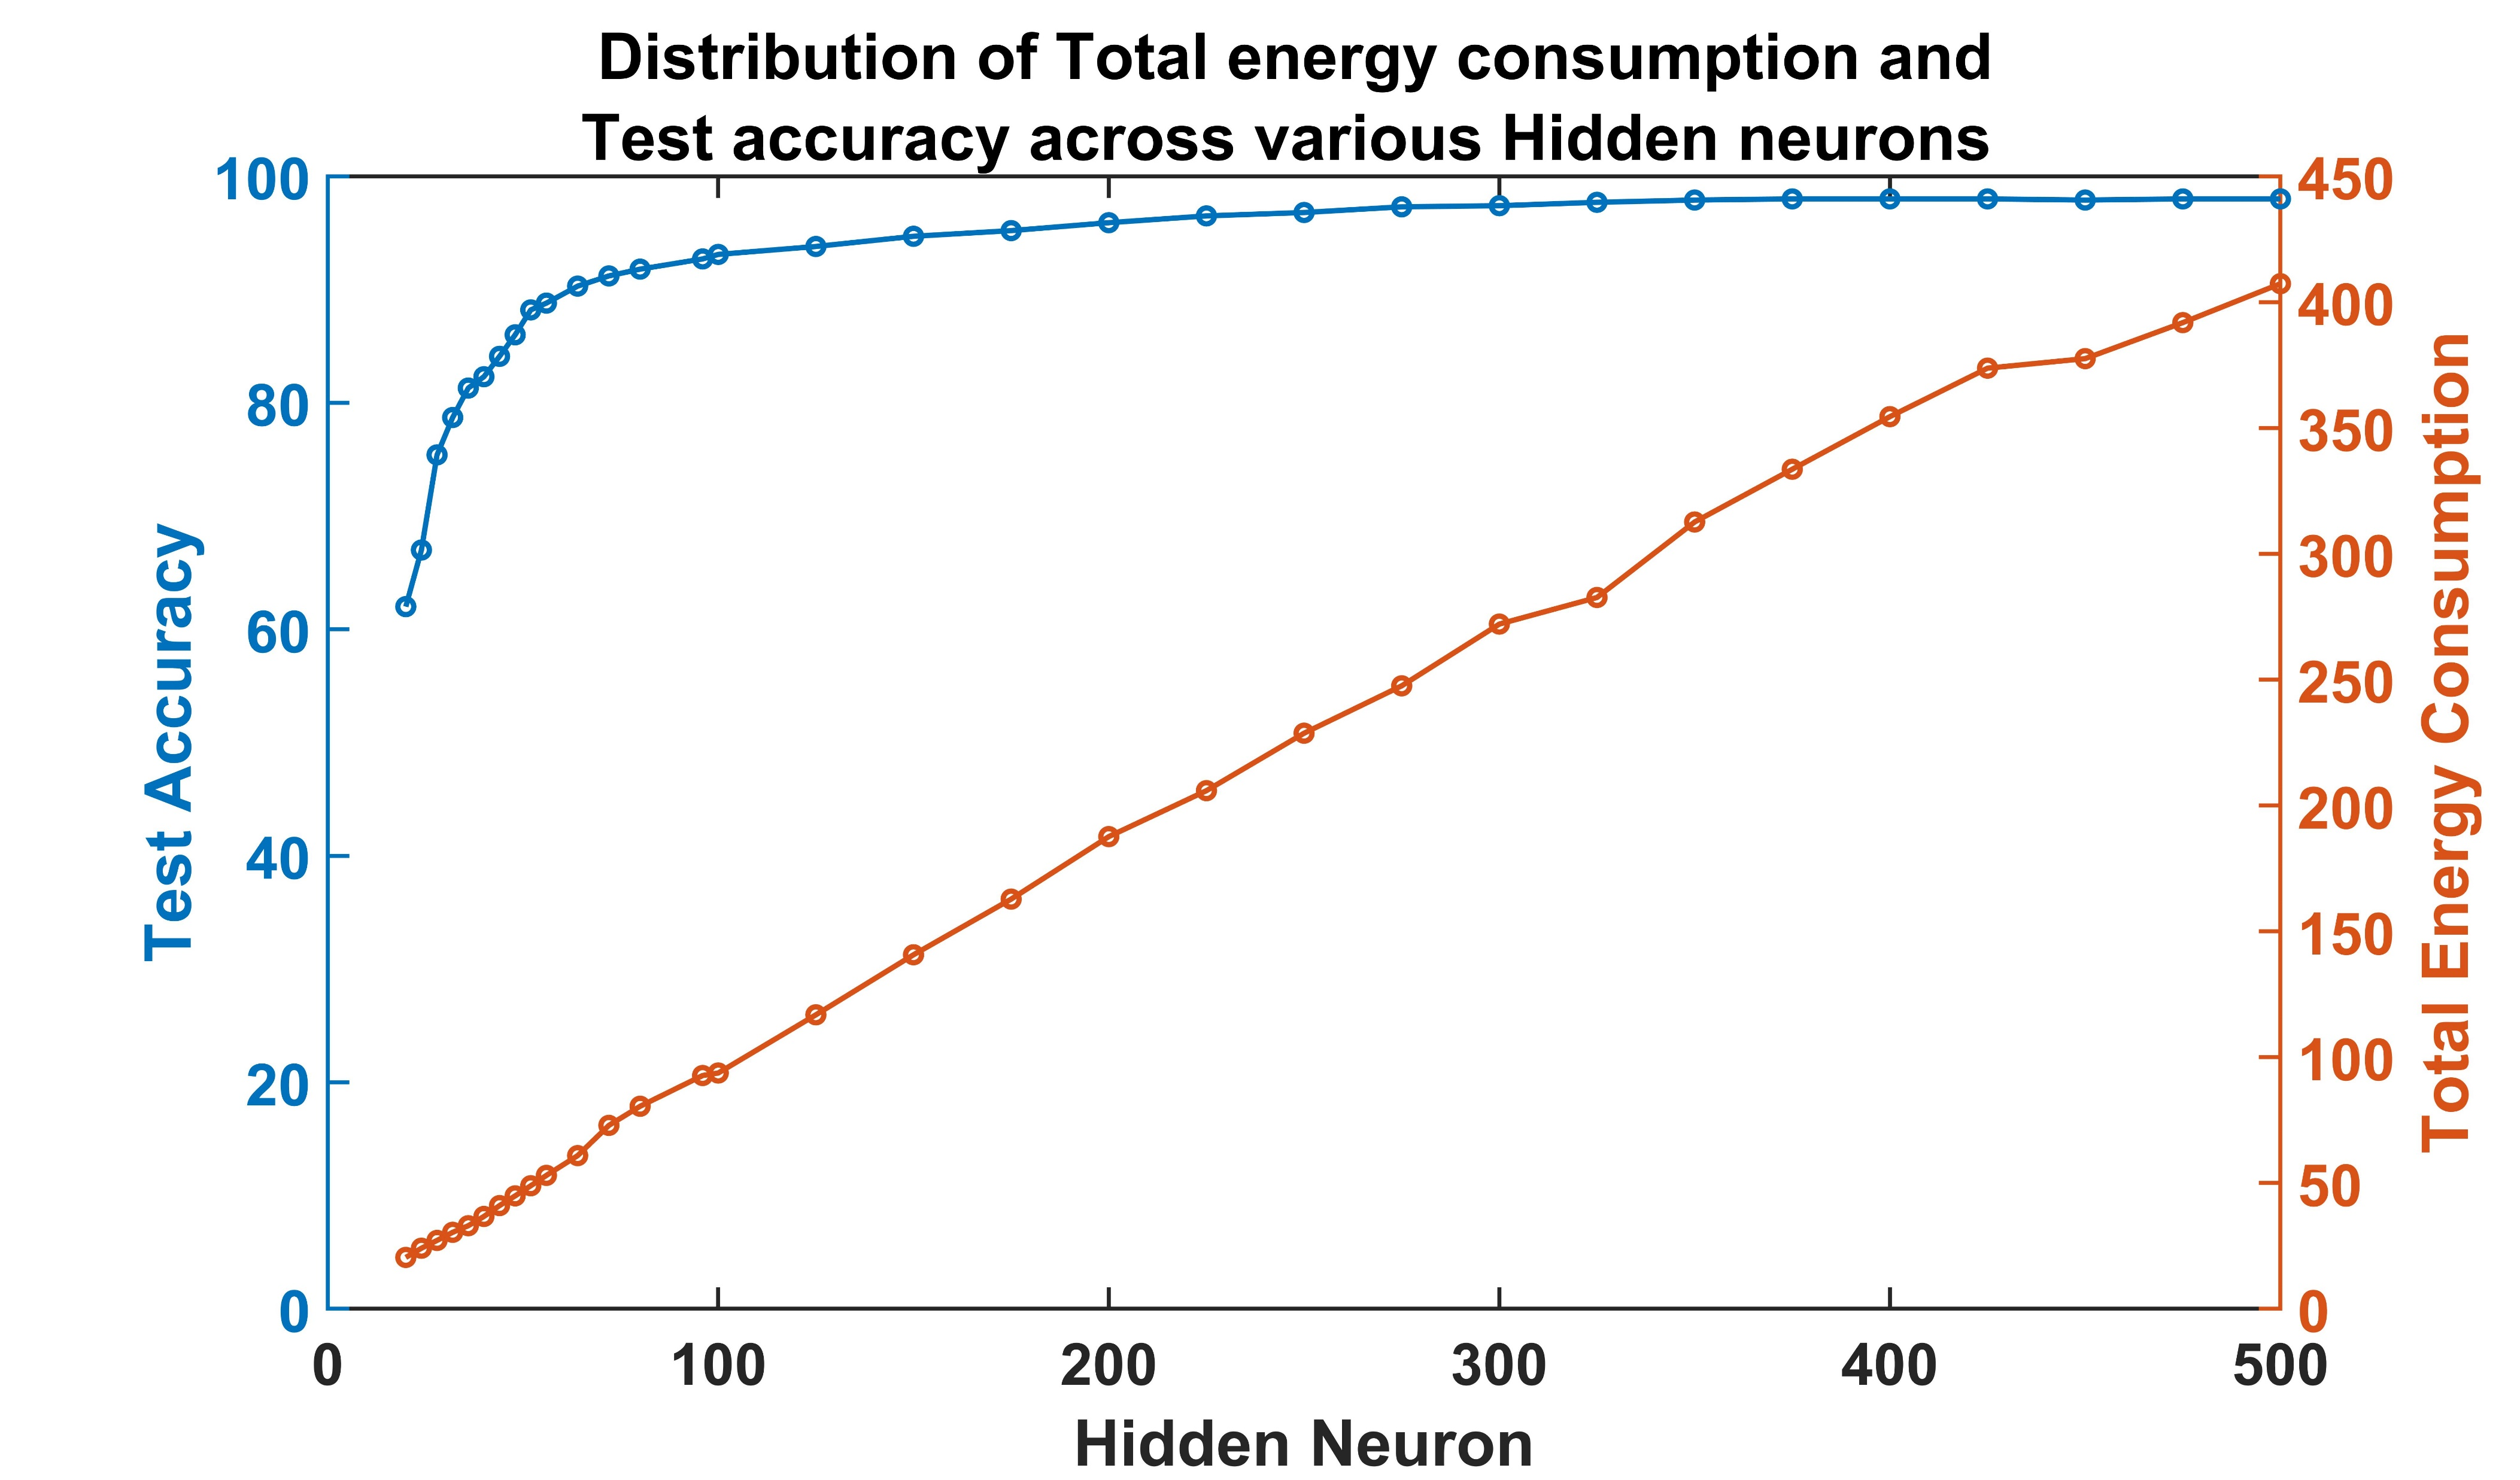 Distribution of Total energy consumption and
Test accuracy across various Hidden neurons
100
80
60
40
20
0
Test Accuracy
450
400
350
300
250
200
150
100
50
0
Total Energy Consumption
0 100 200 300 400 500
Hidden Neuron